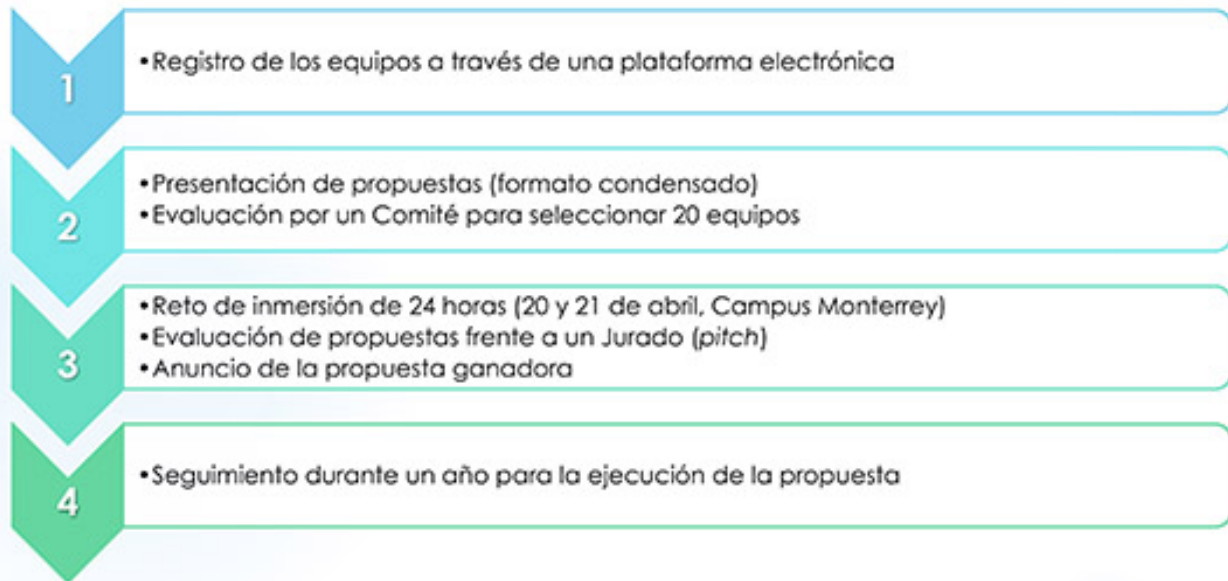 1
•Registro de los equipos a través de una plataforma electrónica
2
•Presentación de propuestas (formato condensado)
•Evaluación por un Comité para seleccionar 20 equipos
3
•Reto de inmersión de 24 horas (20 y 21 de abril, Campus Monterrey)
•Evaluación de propuestas frente a un Jurado (pitch)
•Anuncio de la propuesta ganadora
4
•Seguimiento durante un año para la ejecución de la propuesta